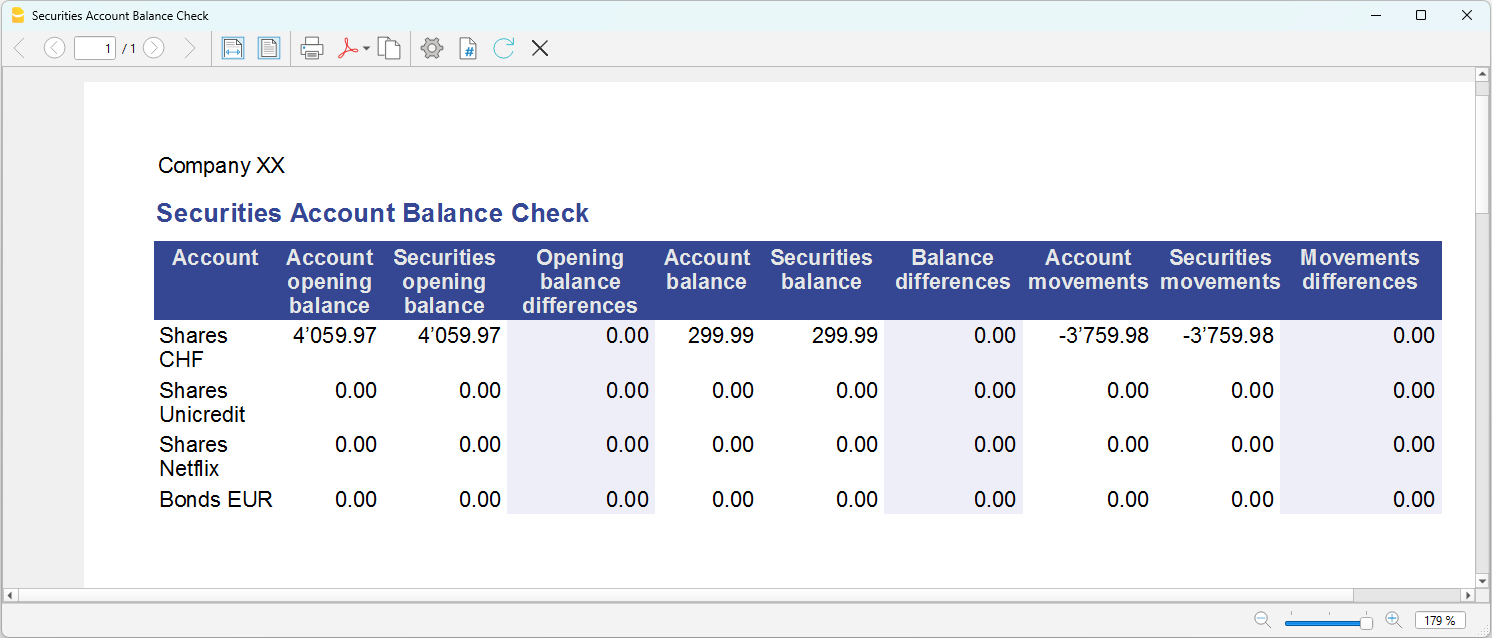 Securities Account Balance Check
1 / 1
#
Company XX
Securities Account Balance Check
Account Account Securities Opening Account Securities Balance Account Securities Movements
opening opening balance balance balance differences movements movements differences
balance balance differences
Shares 4’059.97 4’059.97 0.00 299.99 299.99 0.00 -3’759.98 -3’759.98 0.00
CHF
Shares 0.00 0.00 0.00 0.00 0.00 0.00 0.00 0.00 0.00
Unicredit
Shares 0.00 0.00 0.00 0.00 0.00 0.00 0.00 0.00 0.00
Netflix
Bonds EUR 0.00 0.00 0.00 0.00 0.00 0.00 0.00 0.00 0.00
179 %